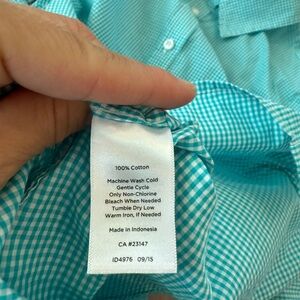 100% Cotton
Machine Wash Cold
Gentle Cycle
Only Non-Chlorine
Bleach When Needed
Tumble Dry Low
Warm Iron, If Needed
Made In Indonesia
CA #23147
ID4976 09/15